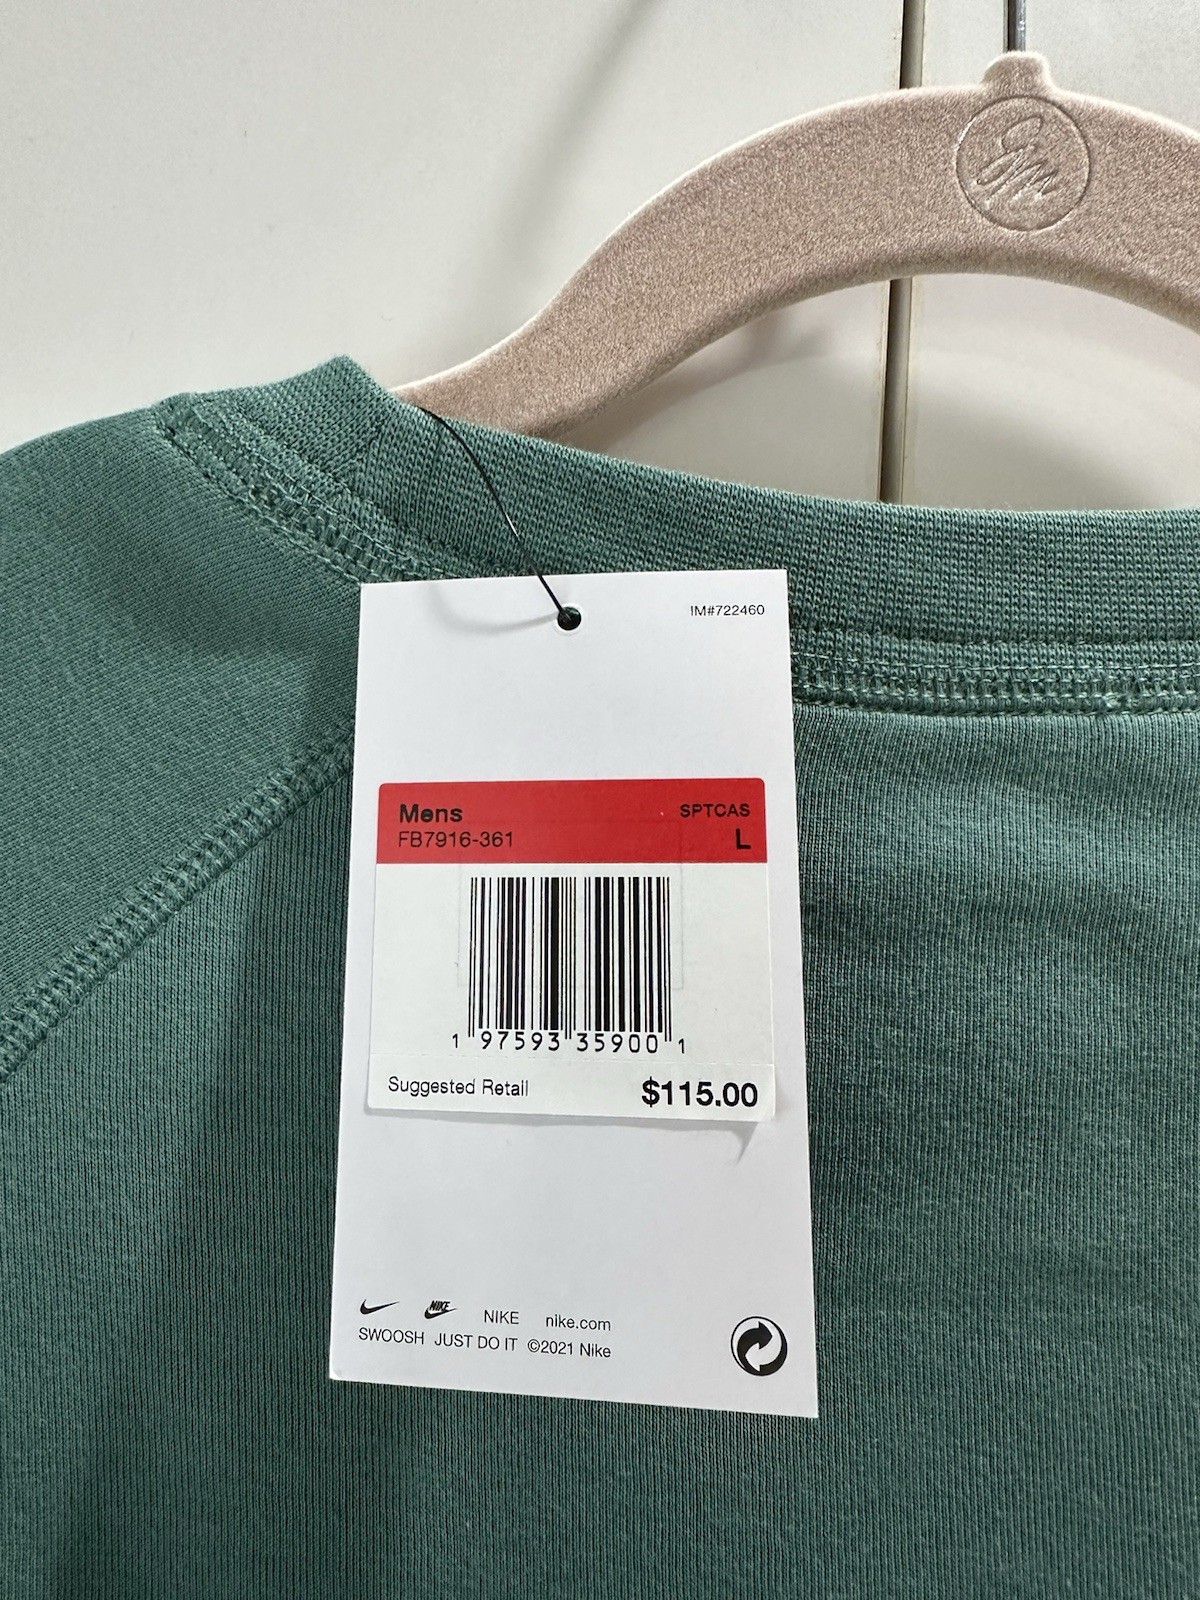 IM#722460
Mens SPTCAS
FB7916-361 L
1 97593 35900 1
Suggested Retail $115.00
NIKE NIKE nike.com
SWOOSH JUST DO IT ©2021 Nike